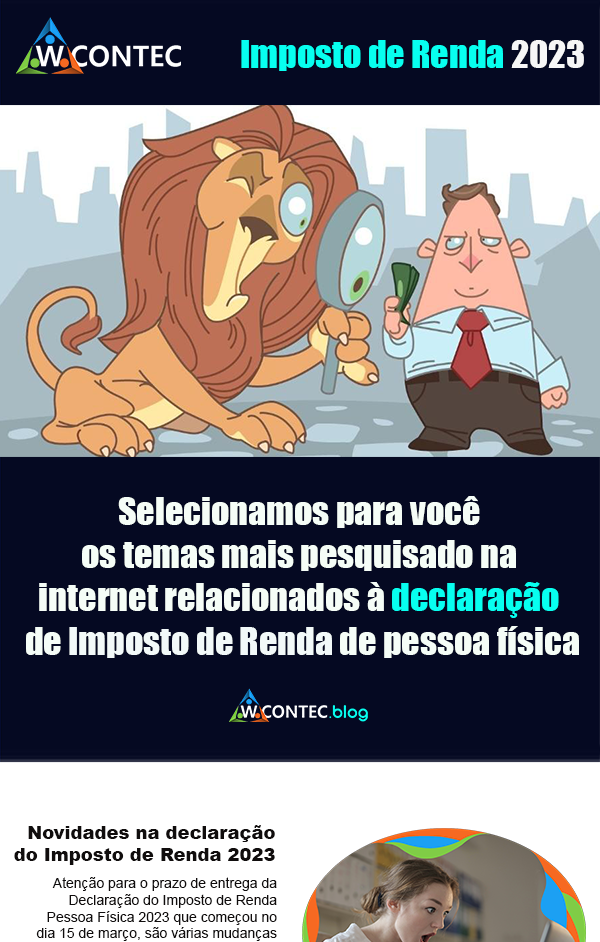 WCONTEC
Imposto de Renda 2023
Selecionamos para você
os temas mais pesquisado na
internet relacionados à declaração
de Imposto de Renda de pessoa física
WCONTEC.blog
Novidades na declaração
do Imposto de Renda 2023
Atenção para o prazo de entrega da
Declaração do Imposto de Renda
Pessoa Física 2023 que começou no
dia 15 de março, são várias mudanças